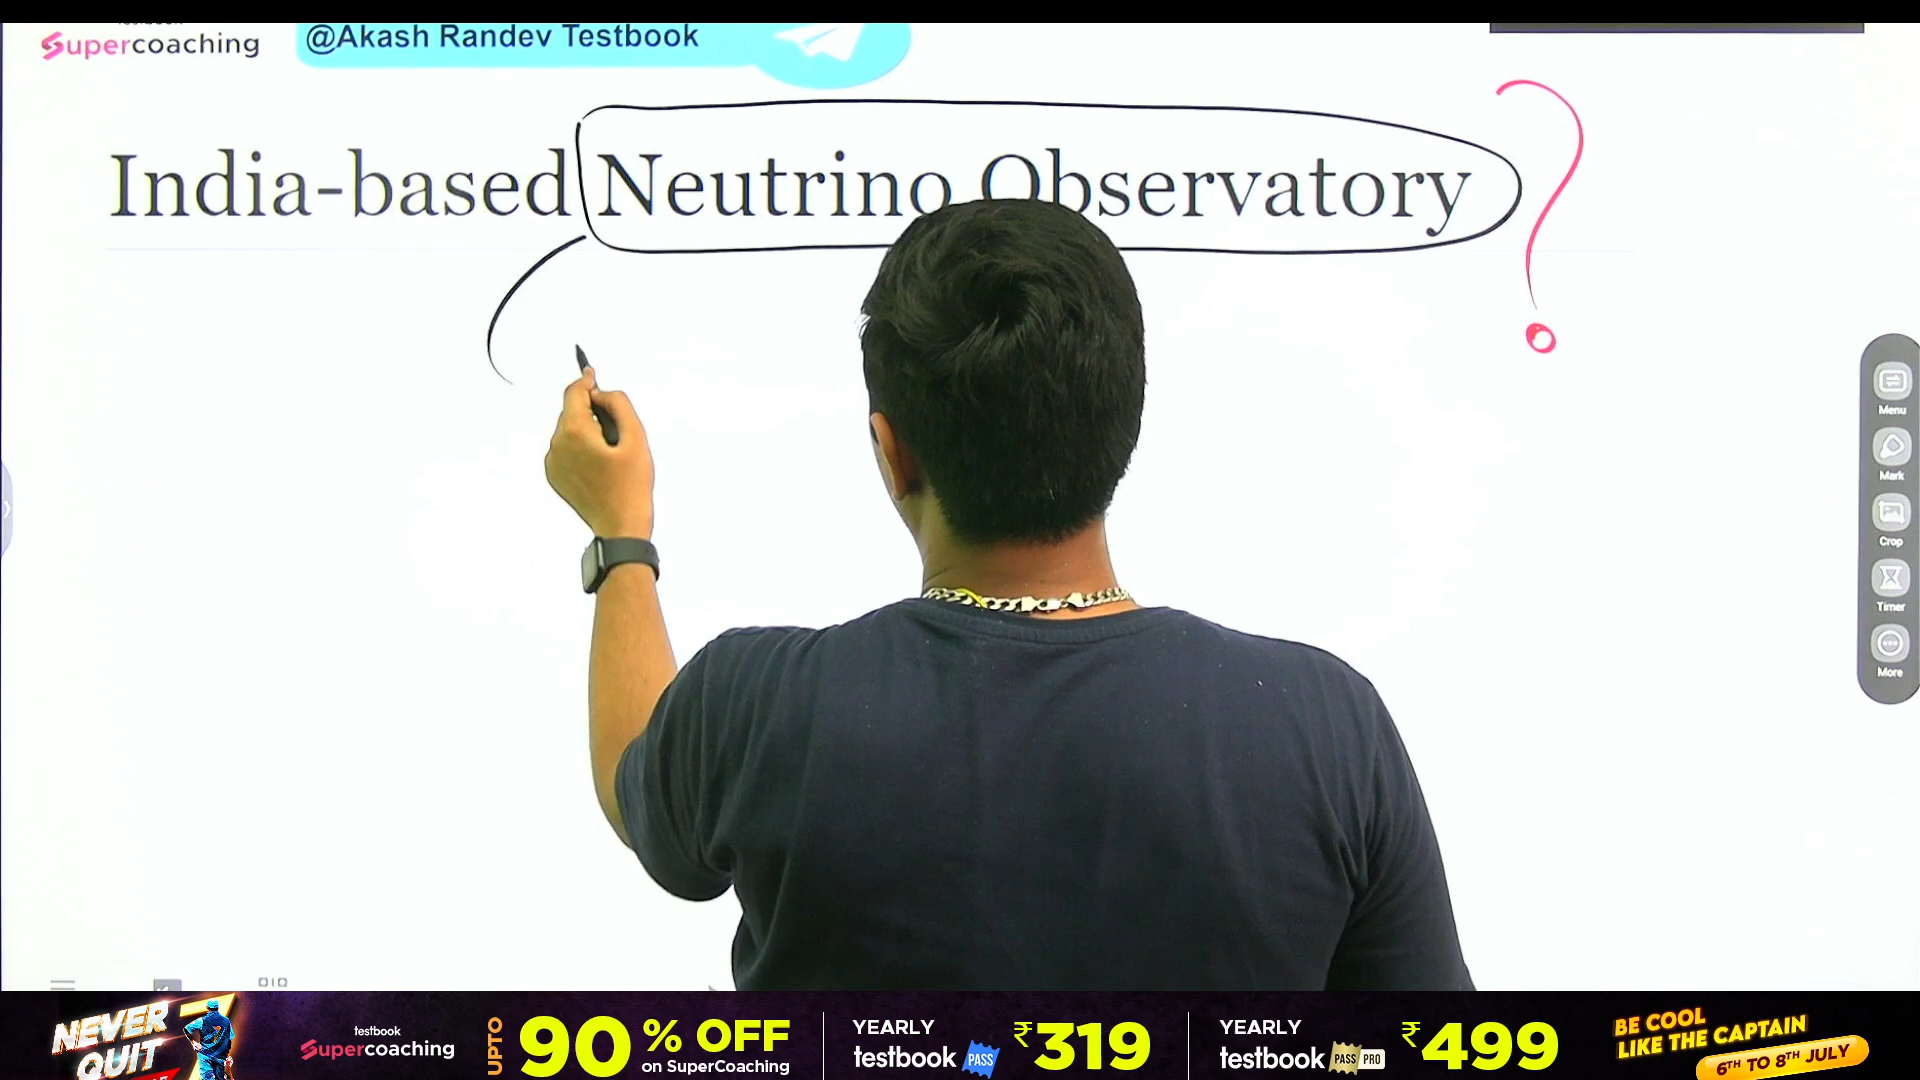 Supercoaching
@Akash Randev Testbook
India-based Neutrino Observatory ?
Menu
Mark
Crop
Timer
More
NEVER
QUIT
testbook
Supercoaching
UPTO
90% OFF
on SuperCoaching
YEARLY
testbook PASS
₹319
YEARLY
testbook PASS PRO
₹499
BE COOL
LIKE THE CAPTAIN
6TH TO 8TH JULY